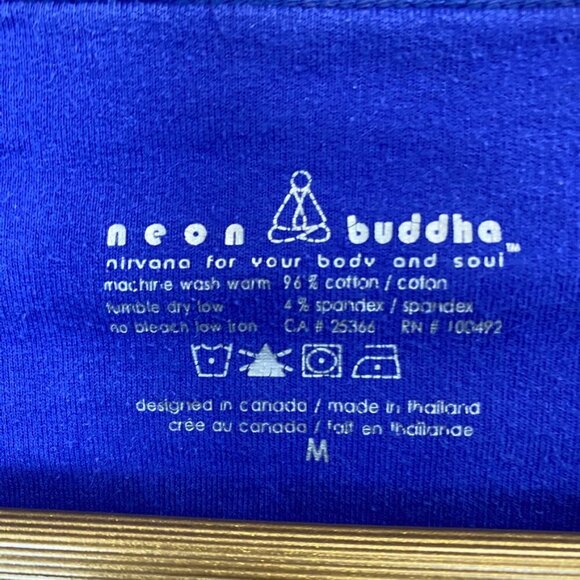 neon buddha™
nirvana for your body and soul
machine wash warm 96% cotton / coton
tumble dry low 4% spandex / spandex
no bleach low iron CA # 25366 RN # 100492
designed in canada / made in thailand
crée au canada / fait en thaïlande
M